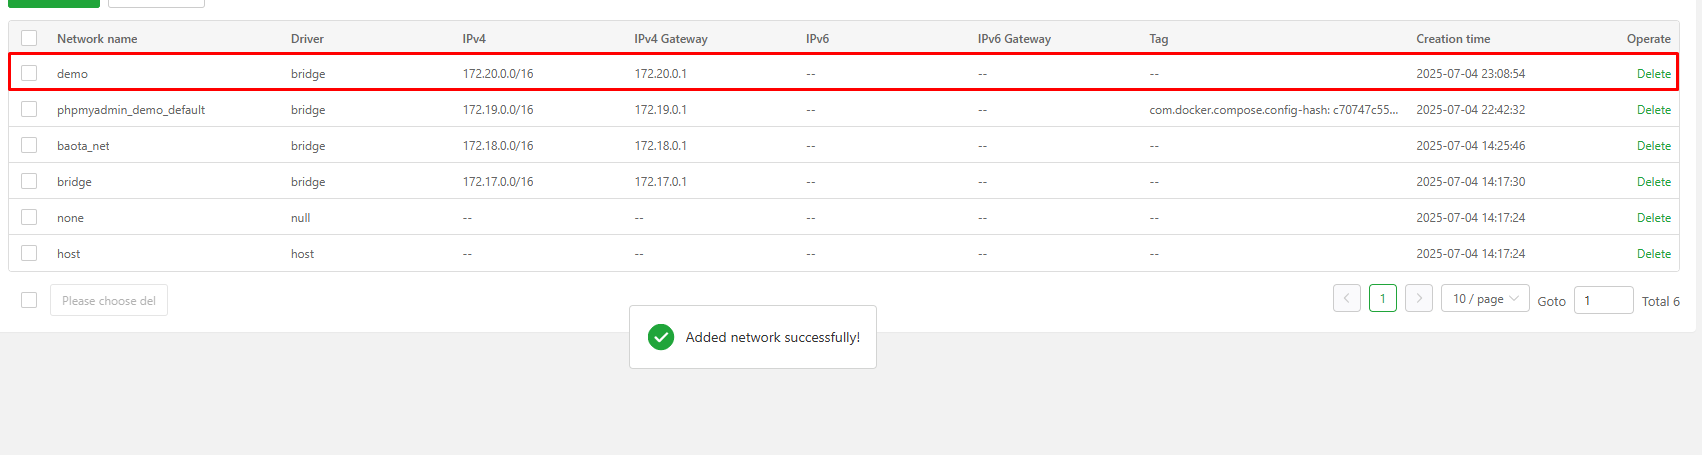 Network name Driver IPv4 IPv4 Gateway IPv6 IPv6 Gateway Tag Creation time Operate
demo bridge 172.20.0.0/16 172.20.0.1 -- -- -- 2025-07-04 23:08:54 Delete
phpmyadmin_demo_default bridge 172.19.0.0/16 172.19.0.1 -- -- com.docker.compose.config-hash: c70747c55... 2025-07-04 22:42:32 Delete
baota_net bridge 172.18.0.0/16 172.18.0.1 -- -- -- 2025-07-04 14:25:46 Delete
bridge bridge 172.17.0.0/16 172.17.0.1 -- -- -- 2025-07-04 14:17:30 Delete
none null -- -- -- -- -- 2025-07-04 14:17:24 Delete
host host -- -- -- -- -- 2025-07-04 14:17:24 Delete
Please choose del 1 10 / page Goto 1 Total 6
Added network successfully!